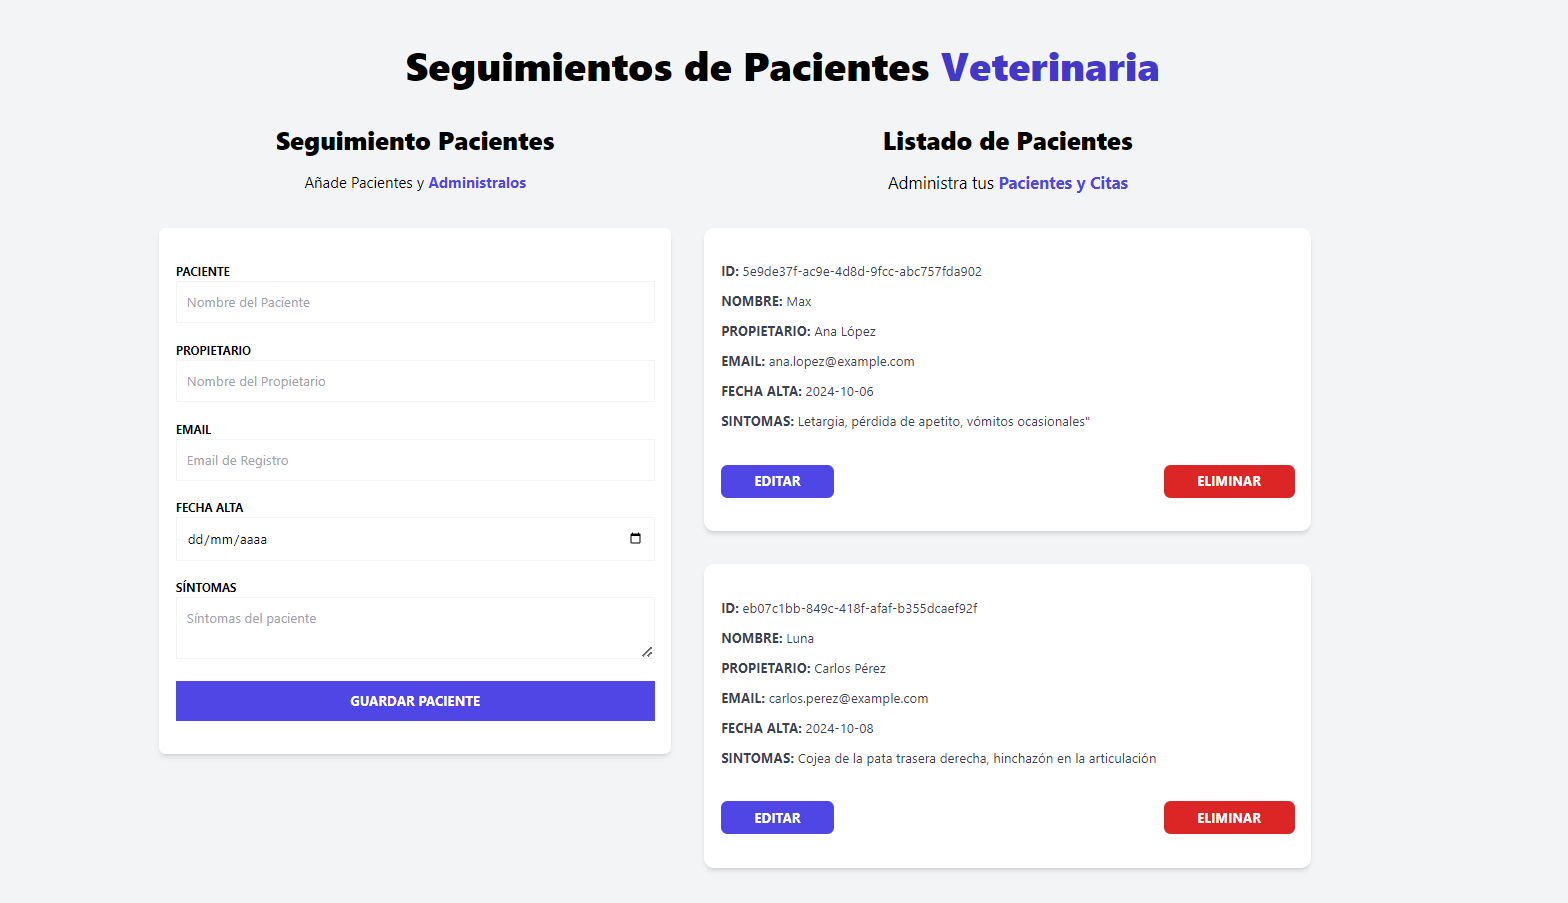 Seguimientos de Pacientes Veterinaria
Seguimiento Pacientes
Añade Pacientes y Administralos
PACIENTE
Nombre del Paciente
PROPIETARIO
Nombre del Propietario
EMAIL
Email de Registro
FECHA ALTA
dd/mm/aaaa
SÍNTOMAS
Síntomas del paciente
GUARDAR PACIENTE
Listado de Pacientes
Administra tus Pacientes y Citas
ID: 5e9de37f-ac9e-4d8d-9fcc-abc757fda902
NOMBRE: Max
PROPIETARIO: Ana López
EMAIL: ana.lopez@example.com
FECHA ALTA: 2024-10-06
SINTOMAS: Letargia, pérdida de apetito, vómitos ocasionales"
EDITAR
ELIMINAR
ID: eb07c1bb-849c-418f-afaf-b355dcaef92f
NOMBRE: Luna
PROPIETARIO: Carlos Pérez
EMAIL: carlos.perez@example.com
FECHA ALTA: 2024-10-08
SINTOMAS: Cojea de la pata trasera derecha, hinchazón en la articulación
EDITAR
ELIMINAR